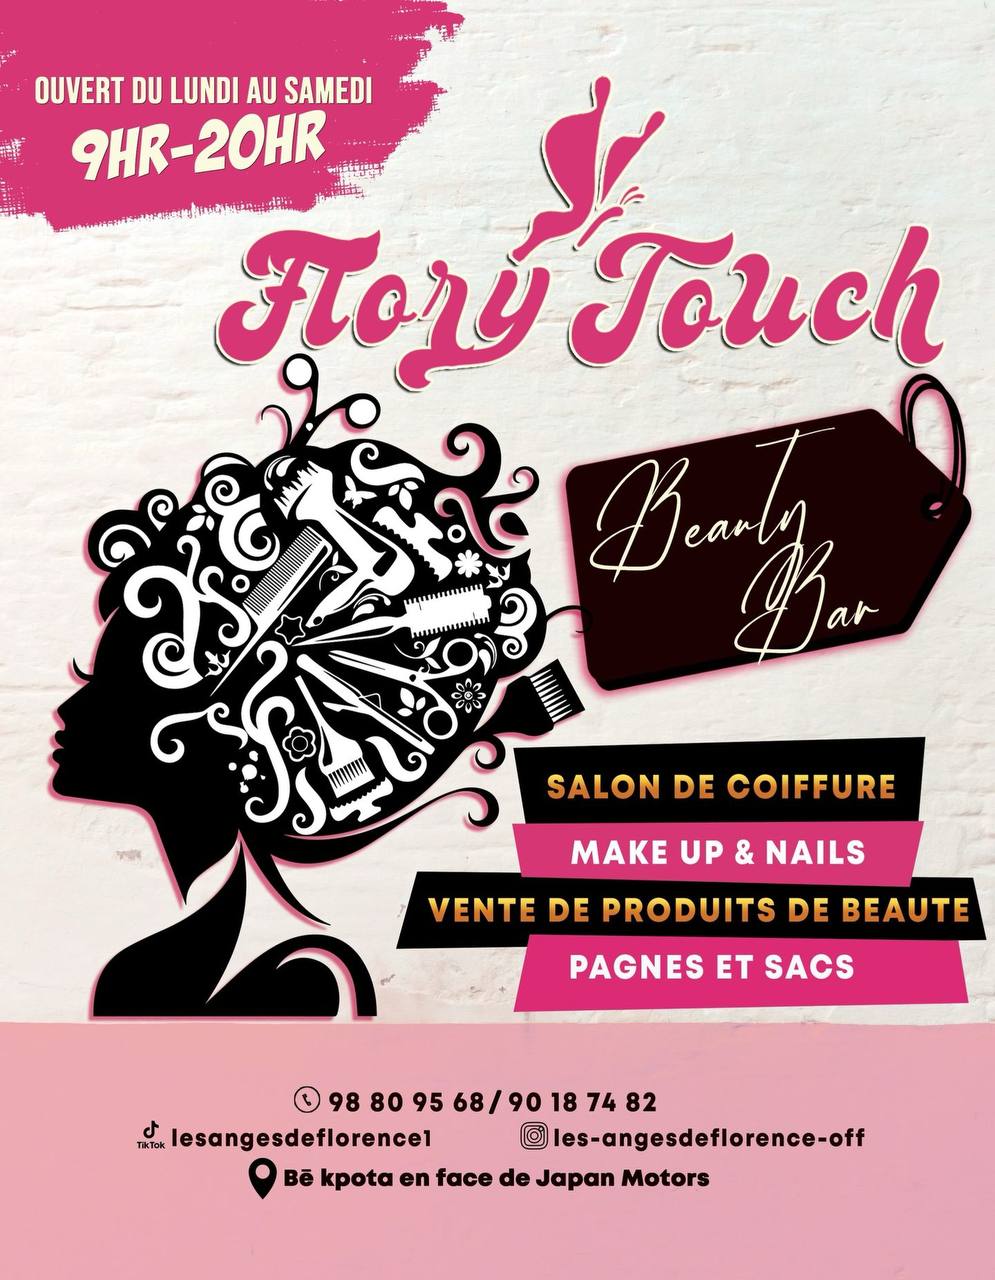 OUVERT DU LUNDI AU SAMEDI
9HR-20HR
Flory Touch
Beauty
Bar
SALON DE COIFFURE
MAKE UP & NAILS
VENTE DE PRODUITS DE BEAUTE
PAGNES ET SACS
98 80 95 68/ 90 18 74 82
TikTok lesangesdeflorence1 les-angesdeflorence-off
Bē kpota en face de Japan Motors